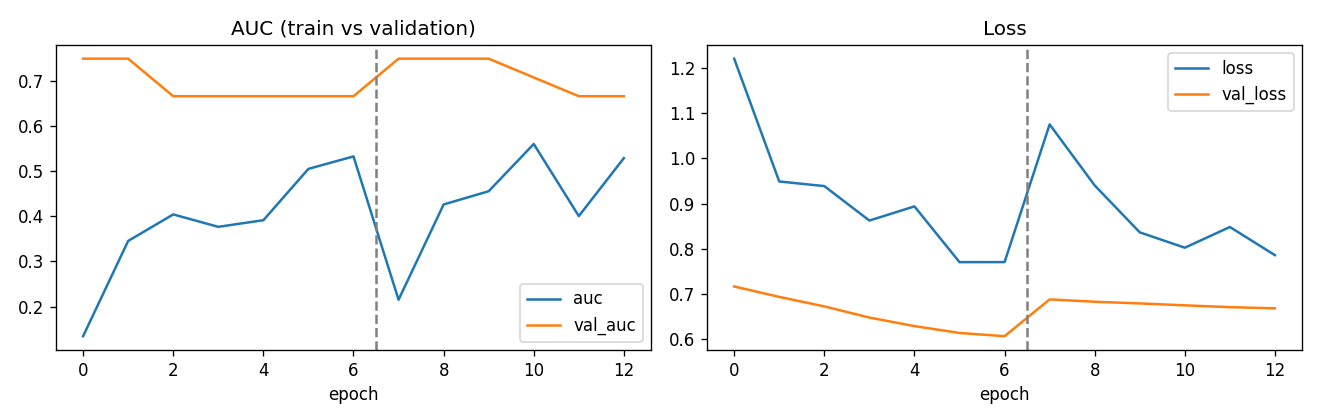 AUC (train vs validation)
0.7
0.6
0.5
0.4
0.3
0.2
auc
val_auc
0 2 4 6 8 10 12
epoch
Loss
1.2
1.1
1.0
0.9
0.8
0.7
0.6
loss
val_loss
0 2 4 6 8 10 12
epoch